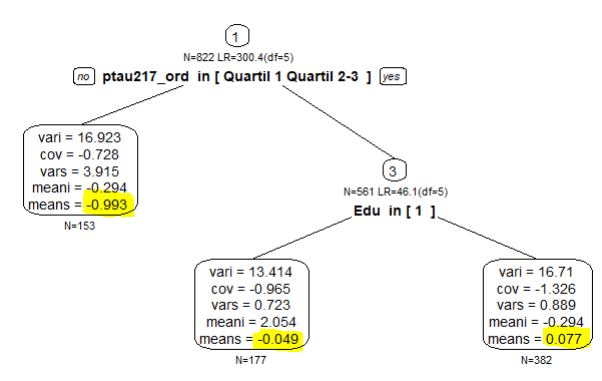 1
N=822 LR=300.4(df=5)
no ptau217_ord in [ Quartil 1 Quartil 2-3 ] yes
vari = 16.923
cov = -0.728
vars = 3.915
meani = -0.294
means = -0.993
N=153
3
N=561 LR=46.1(df=5)
Edu in [ 1 ]
vari = 13.414
cov = -0.965
vars = 0.723
meani = 2.054
means = -0.049
N=177
vari = 16.71
cov = -1.326
vars = 0.889
meani = -0.294
means = 0.077
N=382